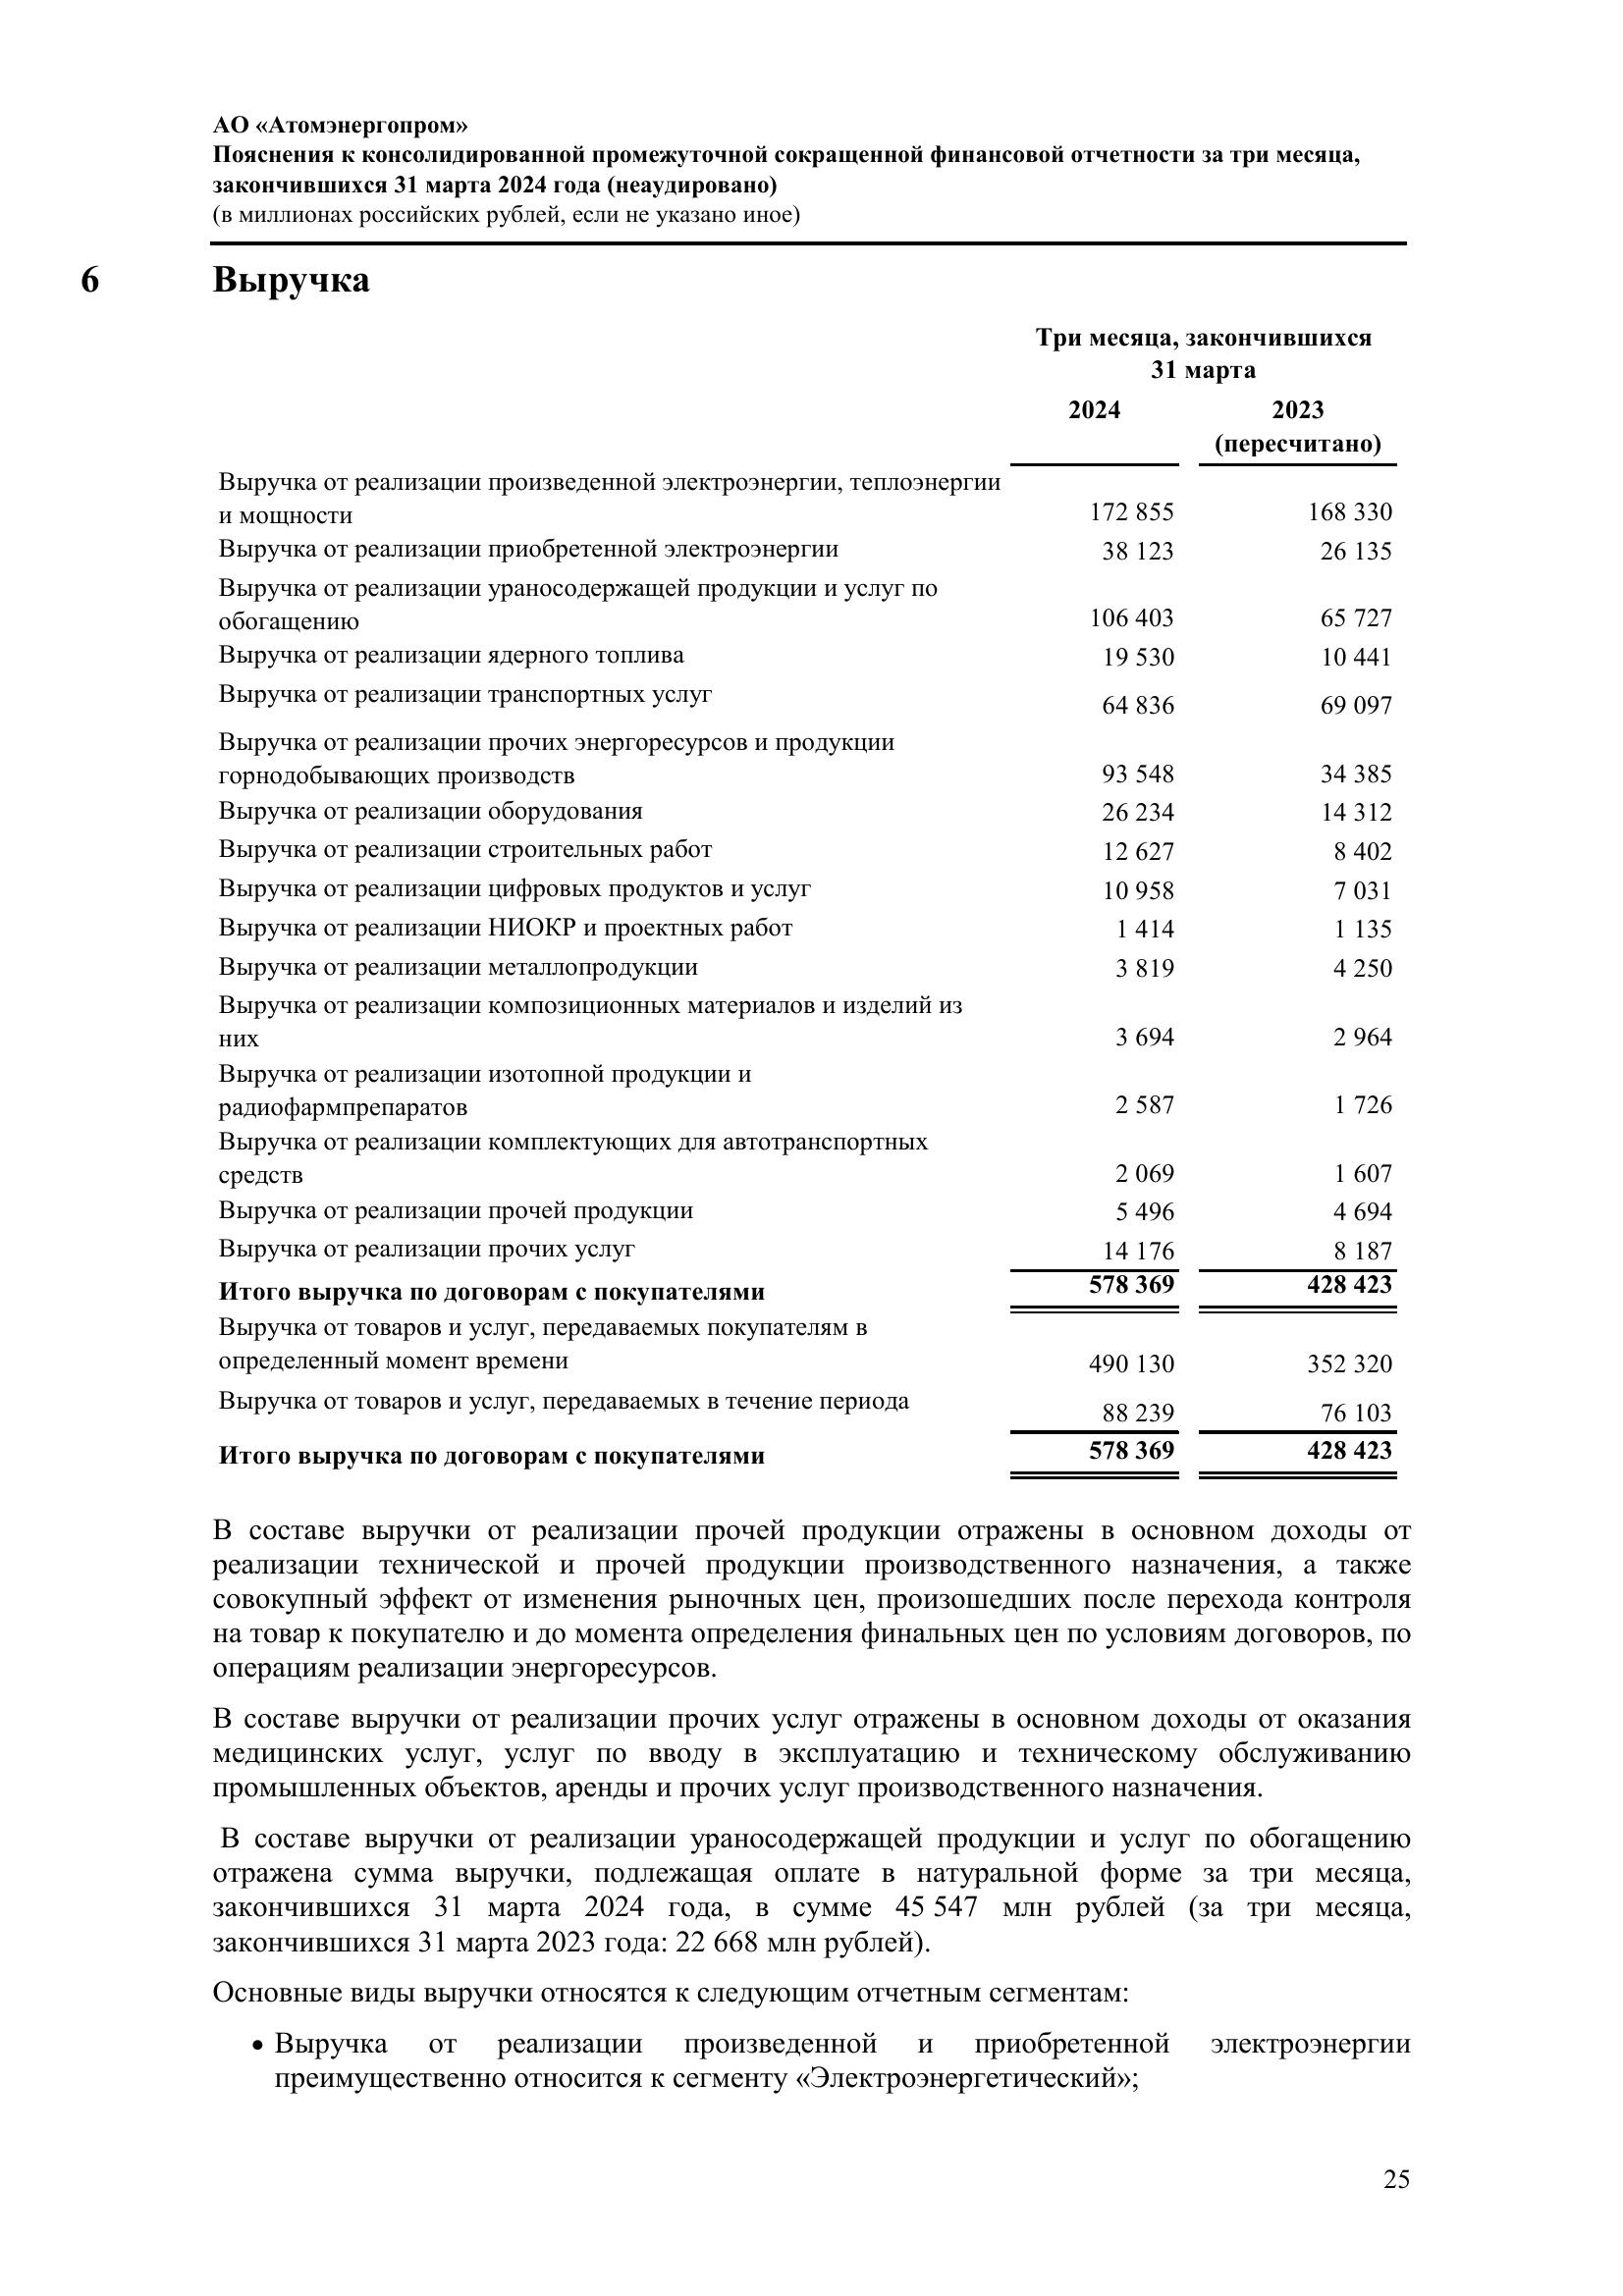 АО «Атомэнергопром»
Пояснения к консолидированной промежуточной сокращенной финансовой отчетности за три месяца,
закончившихся 31 марта 2024 года (неаудировано)
(в миллионах российских рублей, если не указано иное)
6 Выручка
Три месяца, закончившихся
31 марта
2024 2023
(пересчитано)
Выручка от реализации произведенной электроэнергии, теплоэнергии
и мощности 172 855 168 330
Выручка от реализации приобретенной электроэнергии 38 123 26 135
Выручка от реализации ураносодержащей продукции и услуг по
обогащению 106 403 65 727
Выручка от реализации ядерного топлива 19 530 10 441
Выручка от реализации транспортных услуг 64 836 69 097
Выручка от реализации прочих энергоресурсов и продукции
горнодобывающих производств 93 548 34 385
Выручка от реализации оборудования 26 234 14 312
Выручка от реализации строительных работ 12 627 8 402
Выручка от реализации цифровых продуктов и услуг 10 958 7 031
Выручка от реализации НИОКР и проектных работ 1 414 1 135
Выручка от реализации металлопродукции 3 819 4 250
Выручка от реализации композиционных материалов и изделий из
них 3 694 2 964
Выручка от реализации изотопной продукции и
радиофармпрепаратов 2 587 1 726
Выручка от реализации комплектующих для автотранспортных
средств 2 069 1 607
Выручка от реализации прочей продукции 5 496 4 694
Выручка от реализации прочих услуг 14 176 8 187
Итого выручка по договорам с покупателями 578 369 428 423
Выручка от товаров и услуг, передаваемых покупателям в
определенный момент времени 490 130 352 320
Выручка от товаров и услуг, передаваемых в течение периода 88 239 76 103
Итого выручка по договорам с покупателями 578 369 428 423
В составе выручки от реализации прочей продукции отражены в основном доходы от
реализации технической и прочей продукции производственного назначения, а также
совокупный эффект от изменения рыночных цен, произошедших после перехода контроля
на товар к покупателю и до момента определения финальных цен по условиям договоров, по
операциям реализации энергоресурсов.
В составе выручки от реализации прочих услуг отражены в основном доходы от оказания
медицинских услуг, услуг по вводу в эксплуатацию и техническому обслуживанию
промышленных объектов, аренды и прочих услуг производственного назначения.
В составе выручки от реализации ураносодержащей продукции и услуг по обогащению
отражена сумма выручки, подлежащая оплате в натуральной форме за три месяца,
закончившихся 31 марта 2024 года, в сумме 45 547 млн рублей (за три месяца,
закончившихся 31 марта 2023 года: 22 668 млн рублей).
Основные виды выручки относятся к следующим отчетным сегментам:
• Выручка от реализации произведенной и приобретенной электроэнергии
преимущественно относится к сегменту «Электроэнергетический»;
25